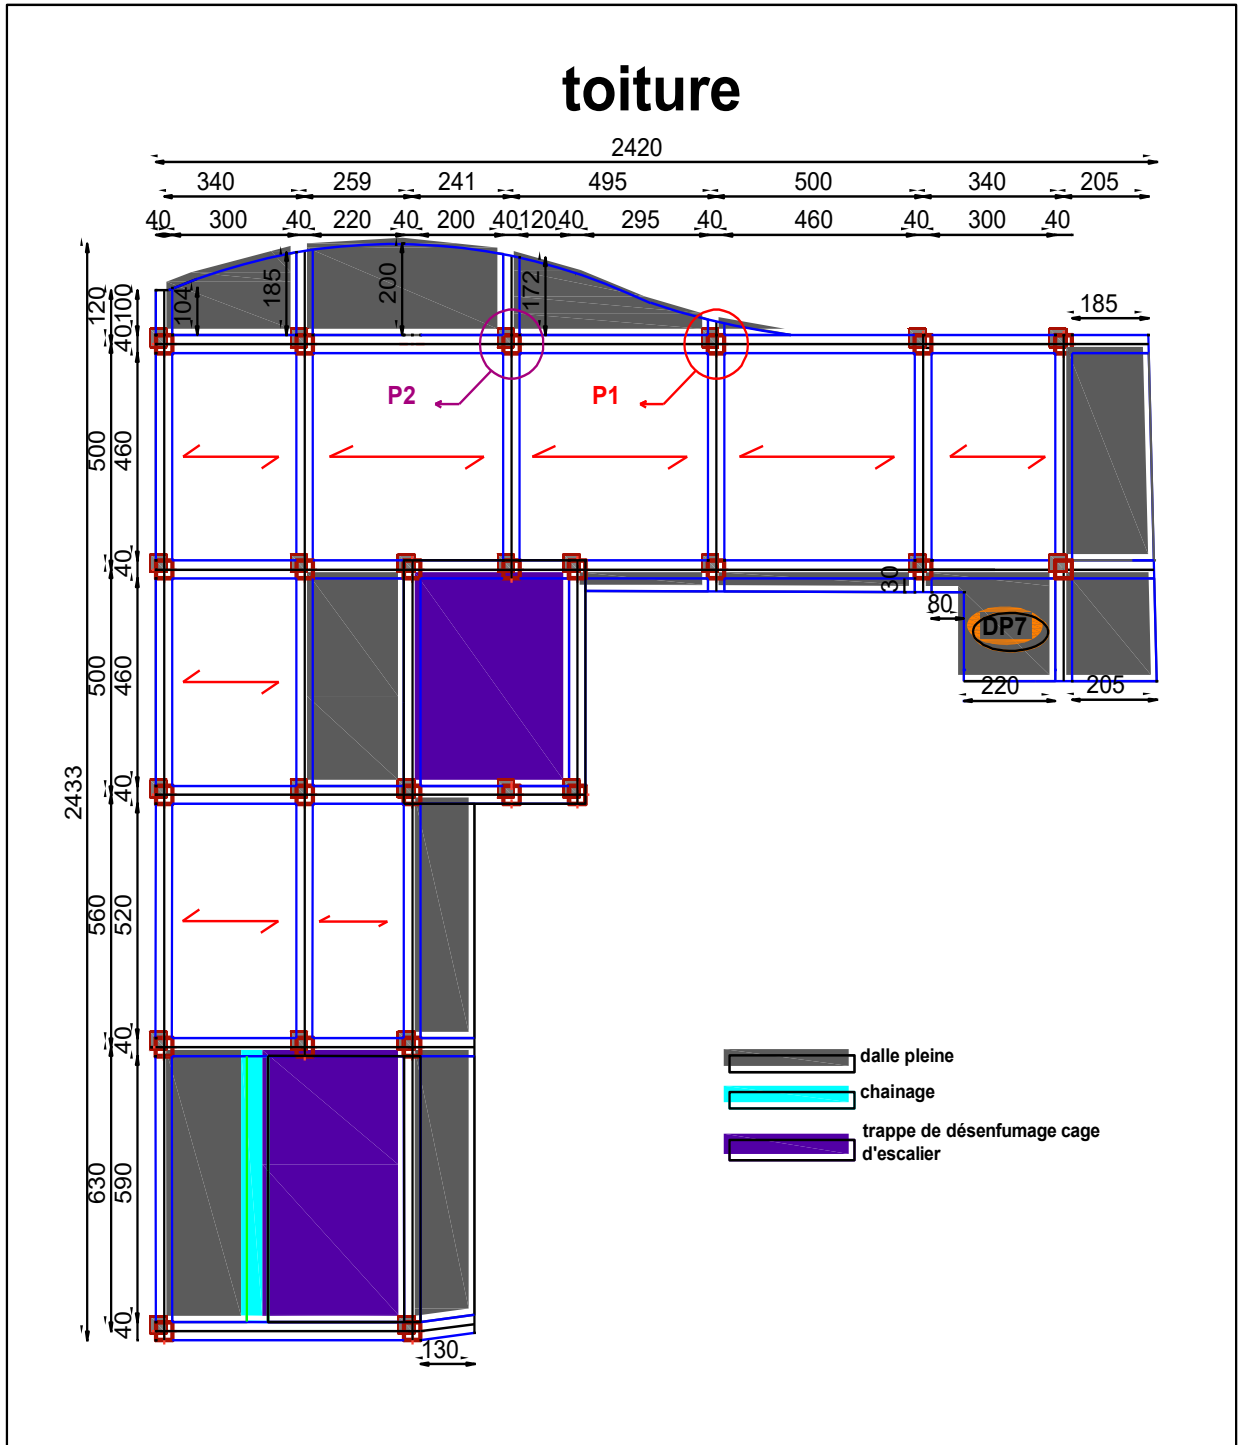 toiture
2420
340 259 241 495 500 340 205
40 300 40 220 40 200 40 120 40 295 40 460 40 300 40
120 100 104 185 200 172 185
40
P2 P1
500 460
40
30
80 DP7
500 460
220 205
2433
40
560 520
40
dalle pleine
chainage
trappe de désenfumage cage
d'escalier
630 590
40
130